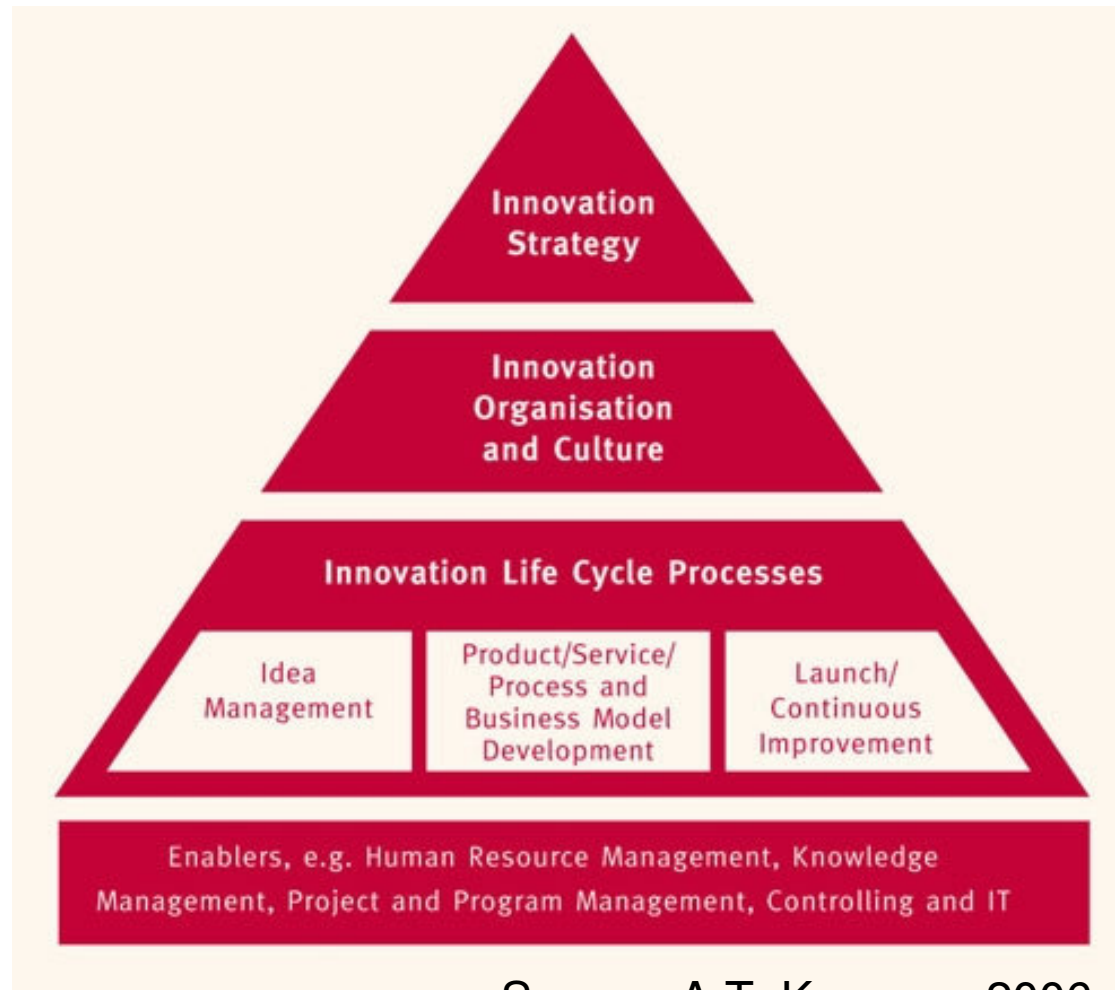 Innovation
Strategy
Innovation
Organisation
and Culture
Innovation Life Cycle Processes
Idea
Management
Product/Service/
Process and
Business Model
Development
Launch/
Continuous
Improvement
Enablers, e.g. Human Resource Management, Knowledge
Management, Project and Program Management, Controlling and IT